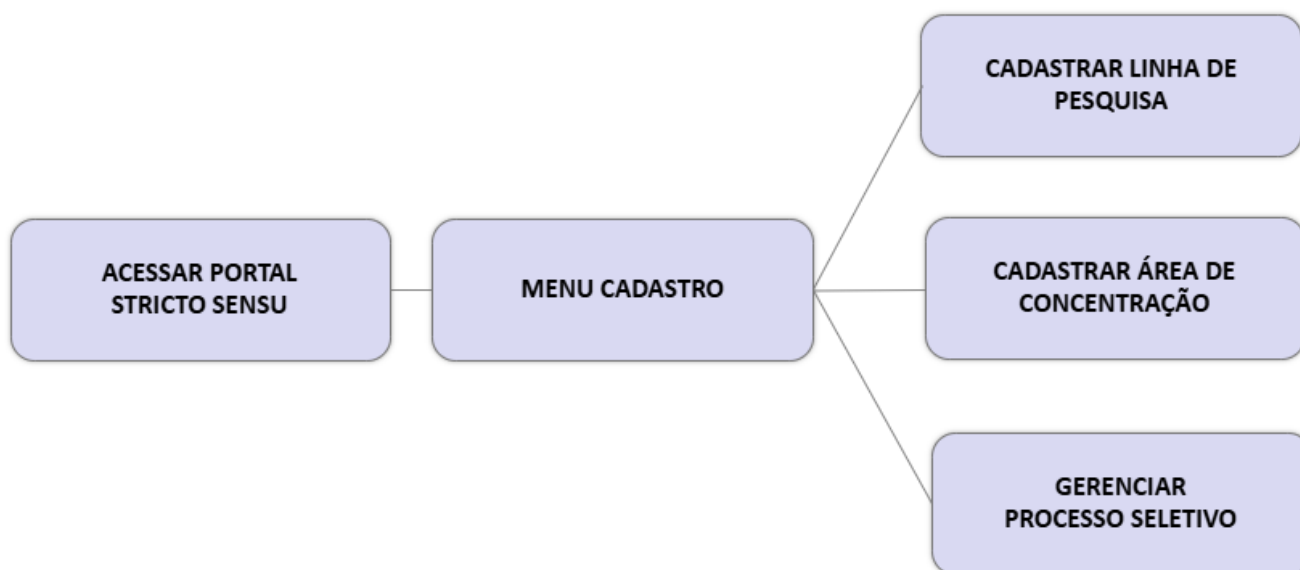 ACESSAR PORTAL
STRICTO SENSU
MENU CADASTRO
CADASTRAR LINHA DE
PESQUISA
CADASTRAR ÁREA DE
CONCENTRAÇÃO
GERENCIAR
PROCESSO SELETIVO